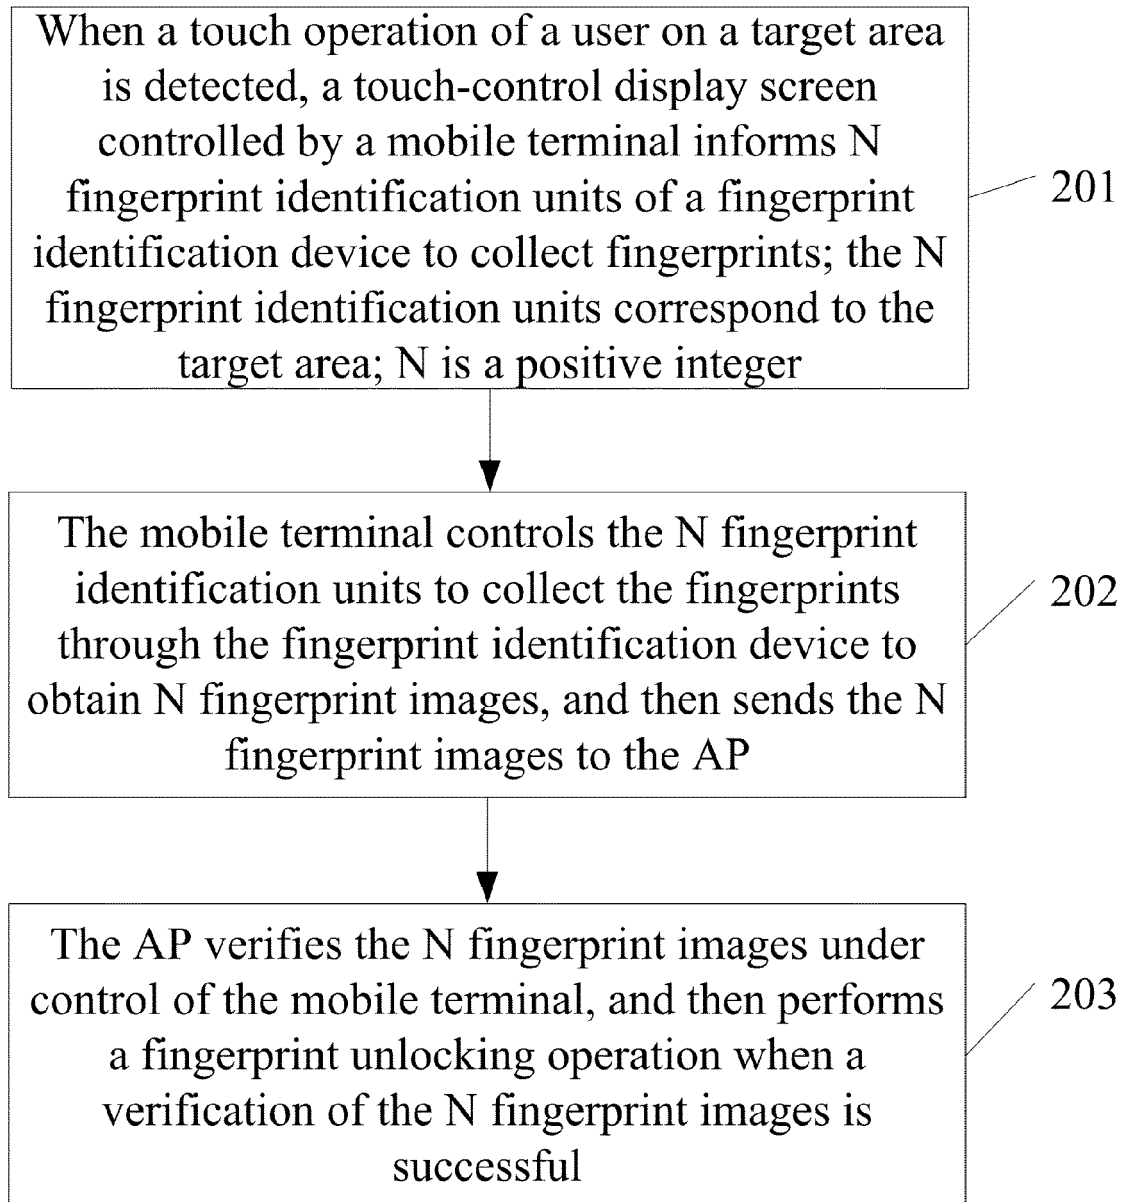 When a touch operation of a user on a target area
is detected, a touch-control display screen
controlled by a mobile terminal informs N
fingerprint identification units of a fingerprint
identification device to collect fingerprints; the N
fingerprint identification units correspond to the
target area; N is a positive integer
201
The mobile terminal controls the N fingerprint
identification units to collect the fingerprints
through the fingerprint identification device to
obtain N fingerprint images, and then sends the N
fingerprint images to the AP
202
The AP verifies the N fingerprint images under
control of the mobile terminal, and then performs
a fingerprint unlocking operation when a
verification of the N fingerprint images is
successful
203